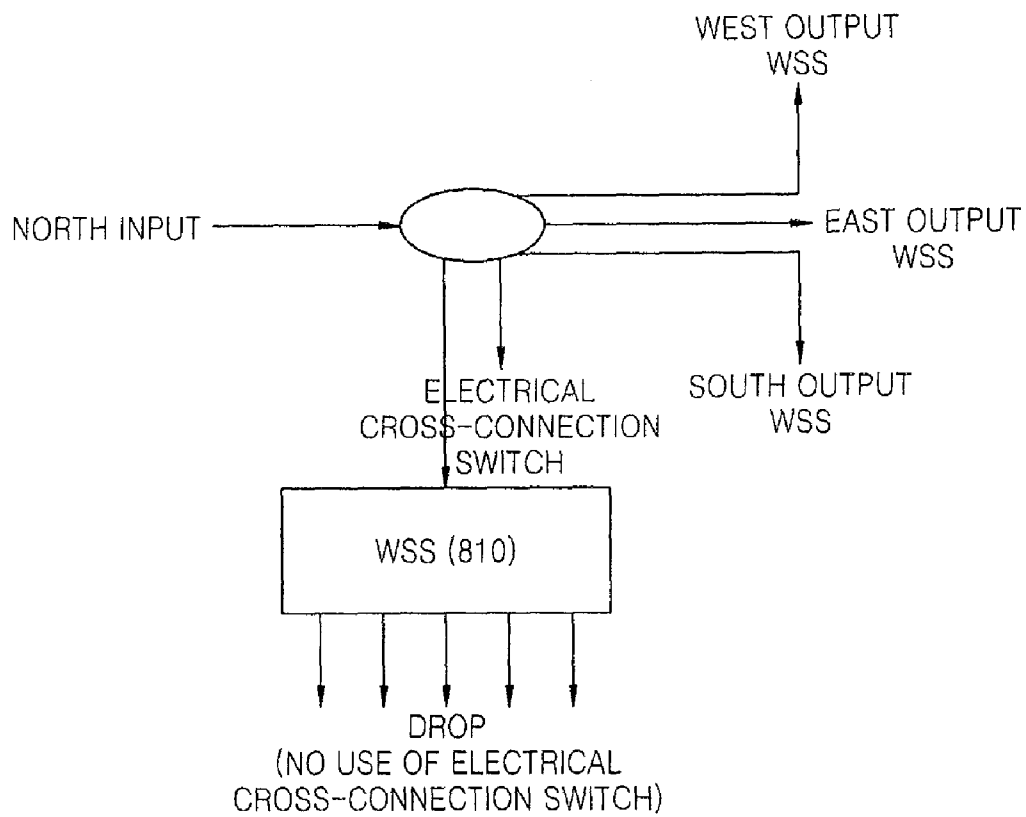 WEST OUTPUT
WSS
NORTH INPUT
EAST OUTPUT
WSS
ELECTRICAL
CROSS-CONNECTION
SWITCH
SOUTH OUTPUT
WSS
WSS (810)
DROP
(NO USE OF ELECTRICAL
CROSS-CONNECTION SWITCH)